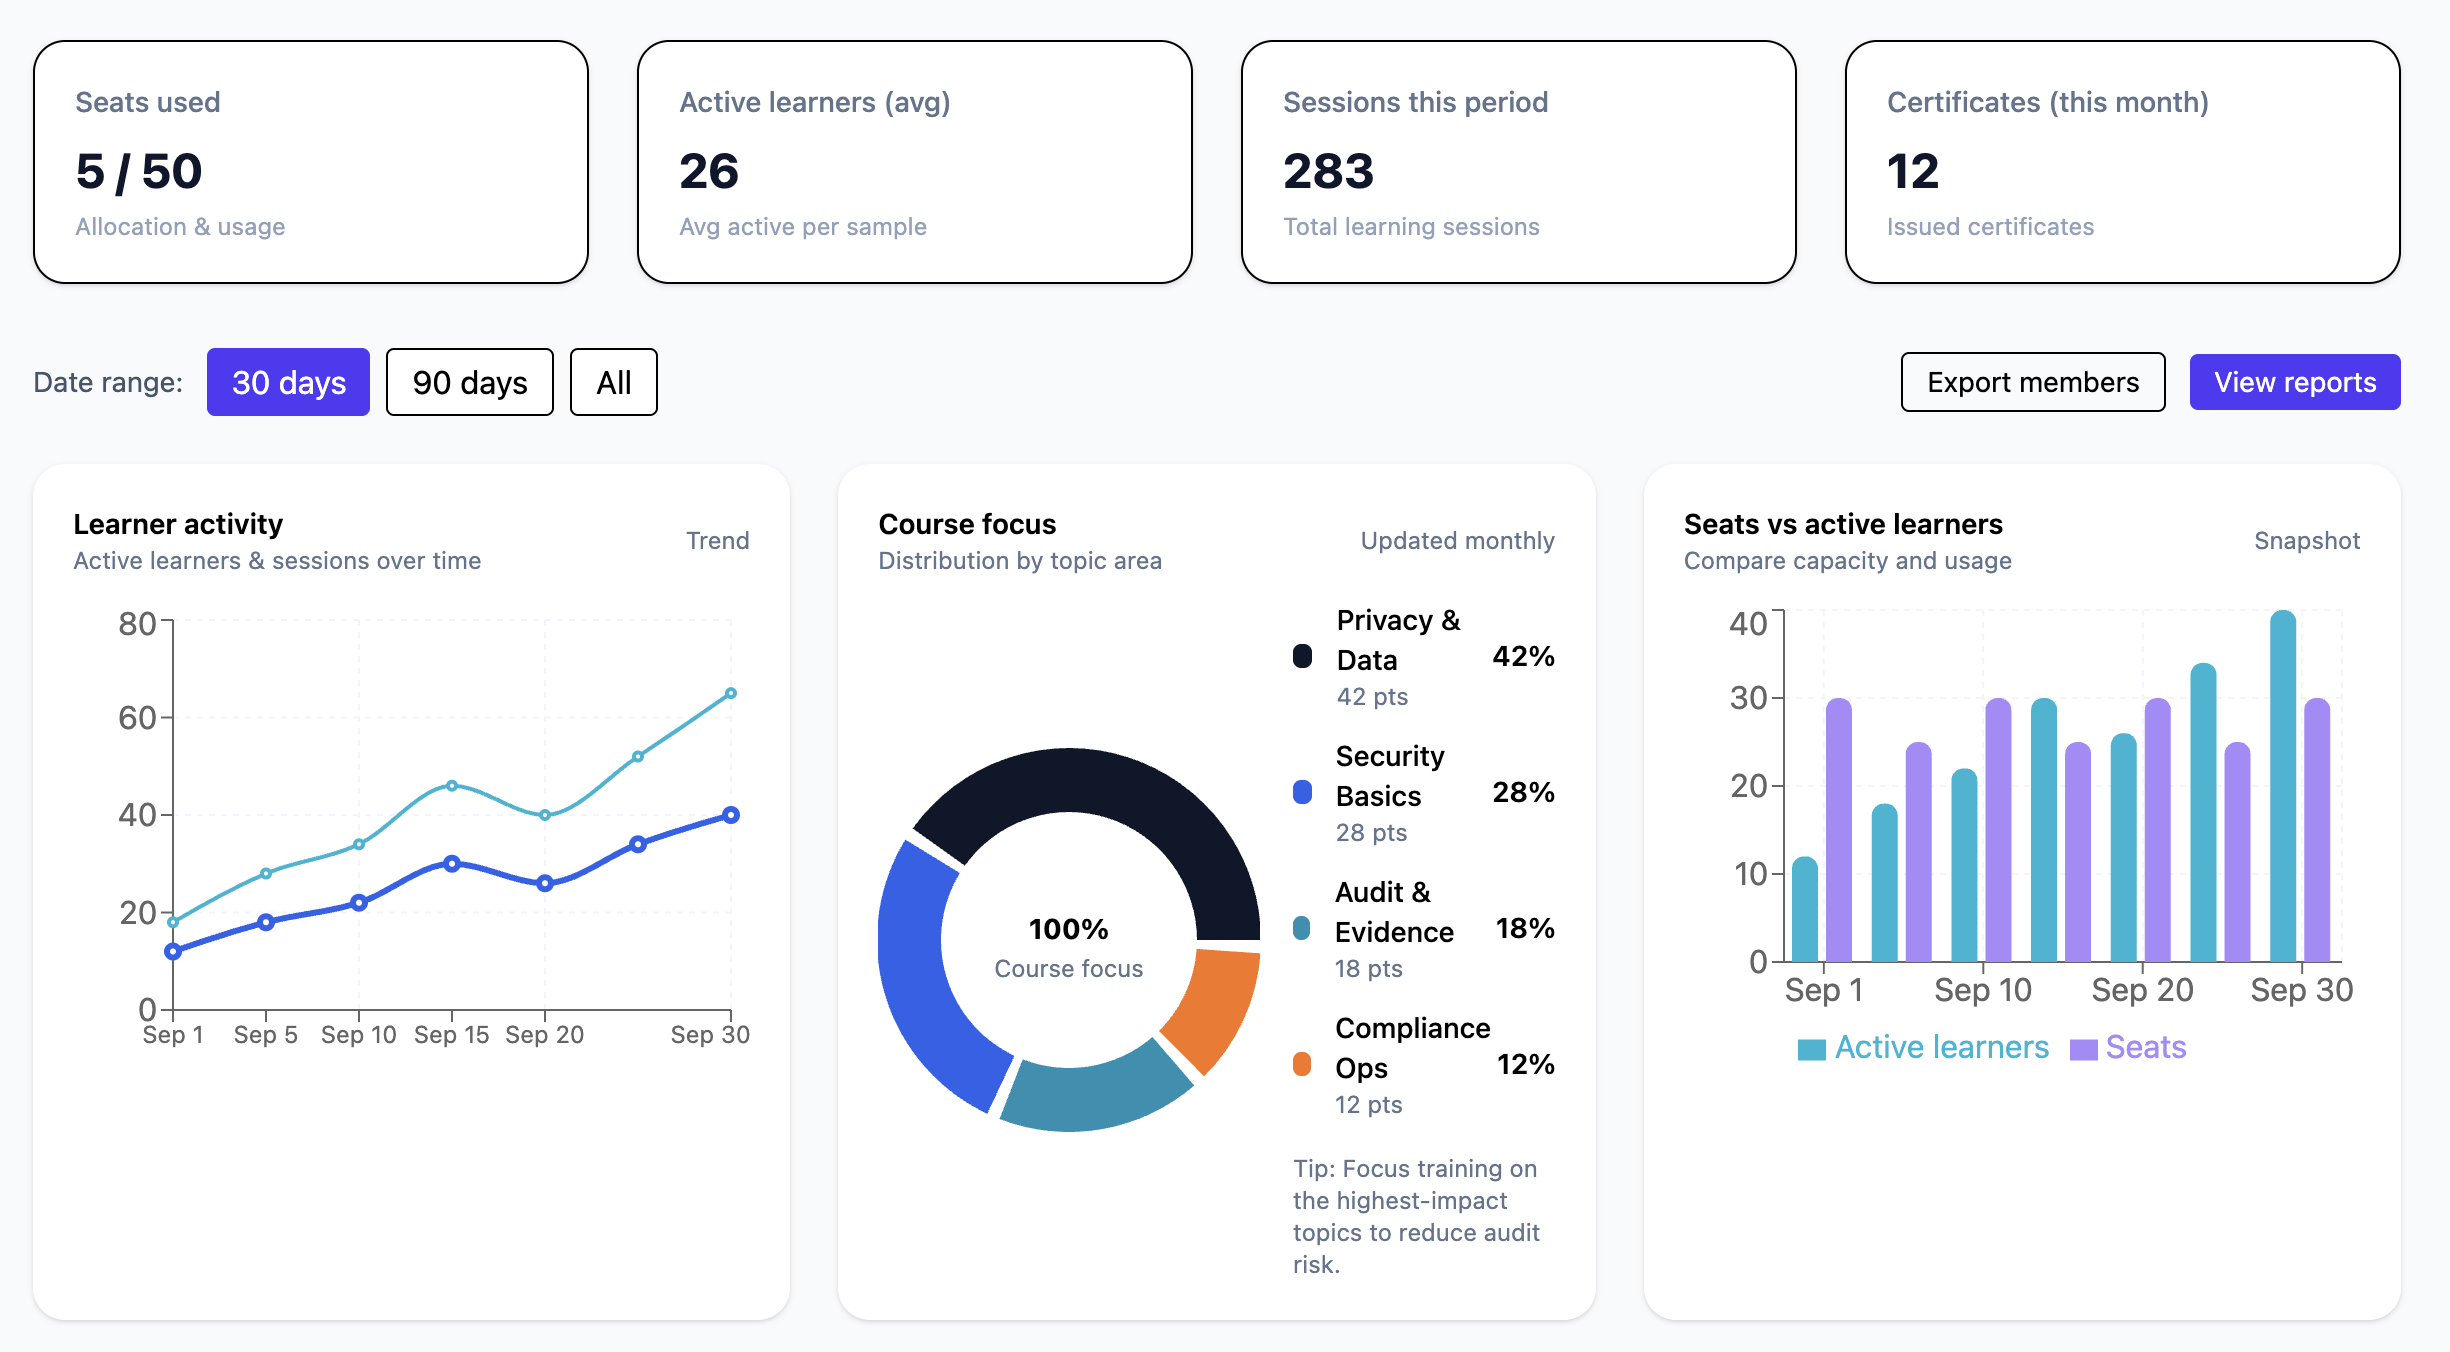 Seats used
5 / 50
Allocation & usage
Active learners (avg)
26
Avg active per sample
Sessions this period
283
Total learning sessions
Certificates (this month)
12
Issued certificates
Date range:
30 days
90 days
All
Export members
View reports
Learner activity
Active learners & sessions over time
Trend
80
60
40
20
0
Sep 1
Sep 5
Sep 10
Sep 15
Sep 20
Sep 30
Course focus
Distribution by topic area
Updated monthly
100%
Course focus
Privacy &
Data
42%
42 pts
Security
Basics
28%
28 pts
Audit &
Evidence
18%
18 pts
Compliance
Ops
12%
12 pts
Tip: Focus training on
the highest-impact
topics to reduce audit
risk.
Seats vs active learners
Compare capacity and usage
Snapshot
40
30
20
10
0
Sep 1
Sep 10
Sep 20
Sep 30
Active learners
Seats